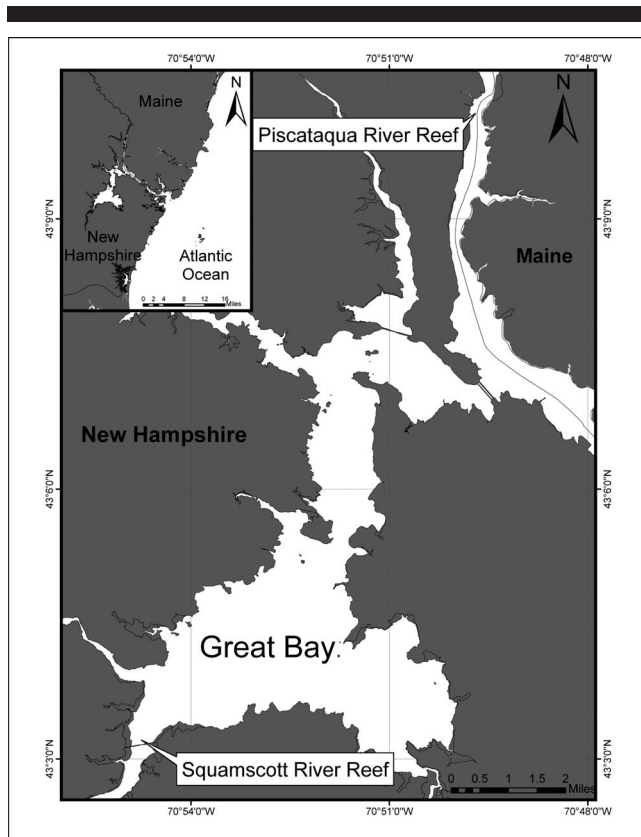 70°54'0"W
70°51'0"W
70°48'0"W
N
Maine
New
Hampshire
Atlantic
Ocean
0 2 4 8 12 16
Miles
N
Piscataqua River Reef
Maine
43°9'0"N
43°9'0"N
New Hampshire
43°6'0"N
43°6'0"N
Great Bay
43°3'0"N
43°3'0"N
Squamscott River Reef
0 0.5 1 1.5 2
Miles
70°54'0"W
70°51'0"W
70°48'0"W